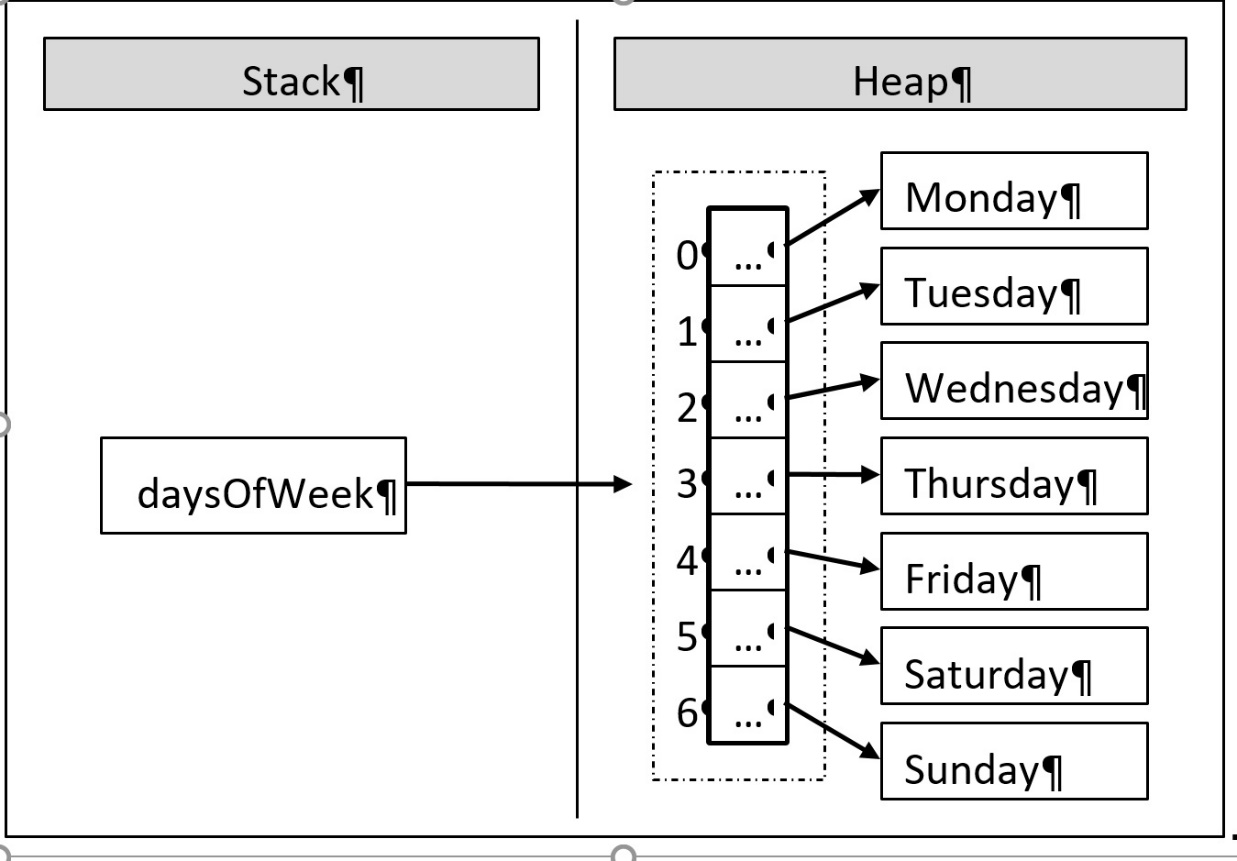 Stack¶
Heap¶
daysOfWeek¶
0
...
Monday¶
1
...
Tuesday¶
2
...
Wednesday¶
3
...
Thursday¶
4
...
Friday¶
5
...
Saturday¶
6
...
Sunday¶
.